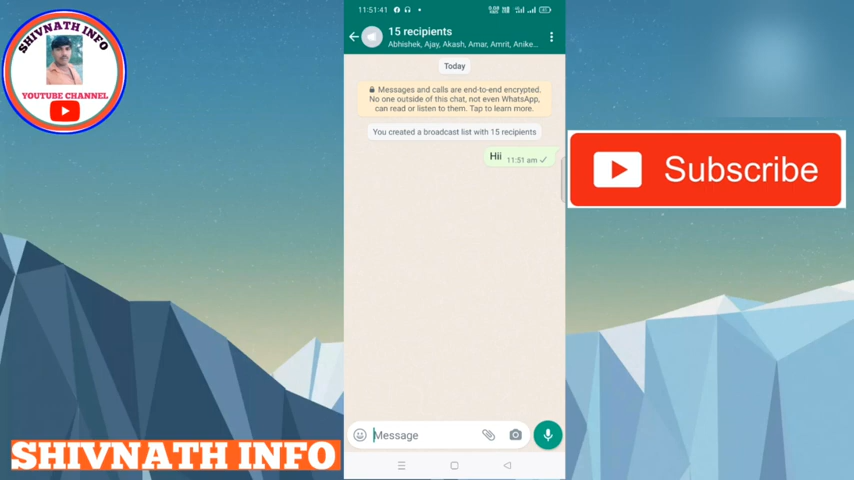 SHIVNATH INFO
YOUTUBE CHANNEL
11:51:41
15 recipients
Abhishek, Ajay, Akash, Amar, Amrit, Anike...
Today
Messages and calls are end-to-end encrypted.
No one outside of this chat, not even WhatsApp,
can read or listen to them. Tap to learn more.
You created a broadcast list with 15 recipients
Hii
11:51 am
Message
Subscribe
SHIVNATH INFO